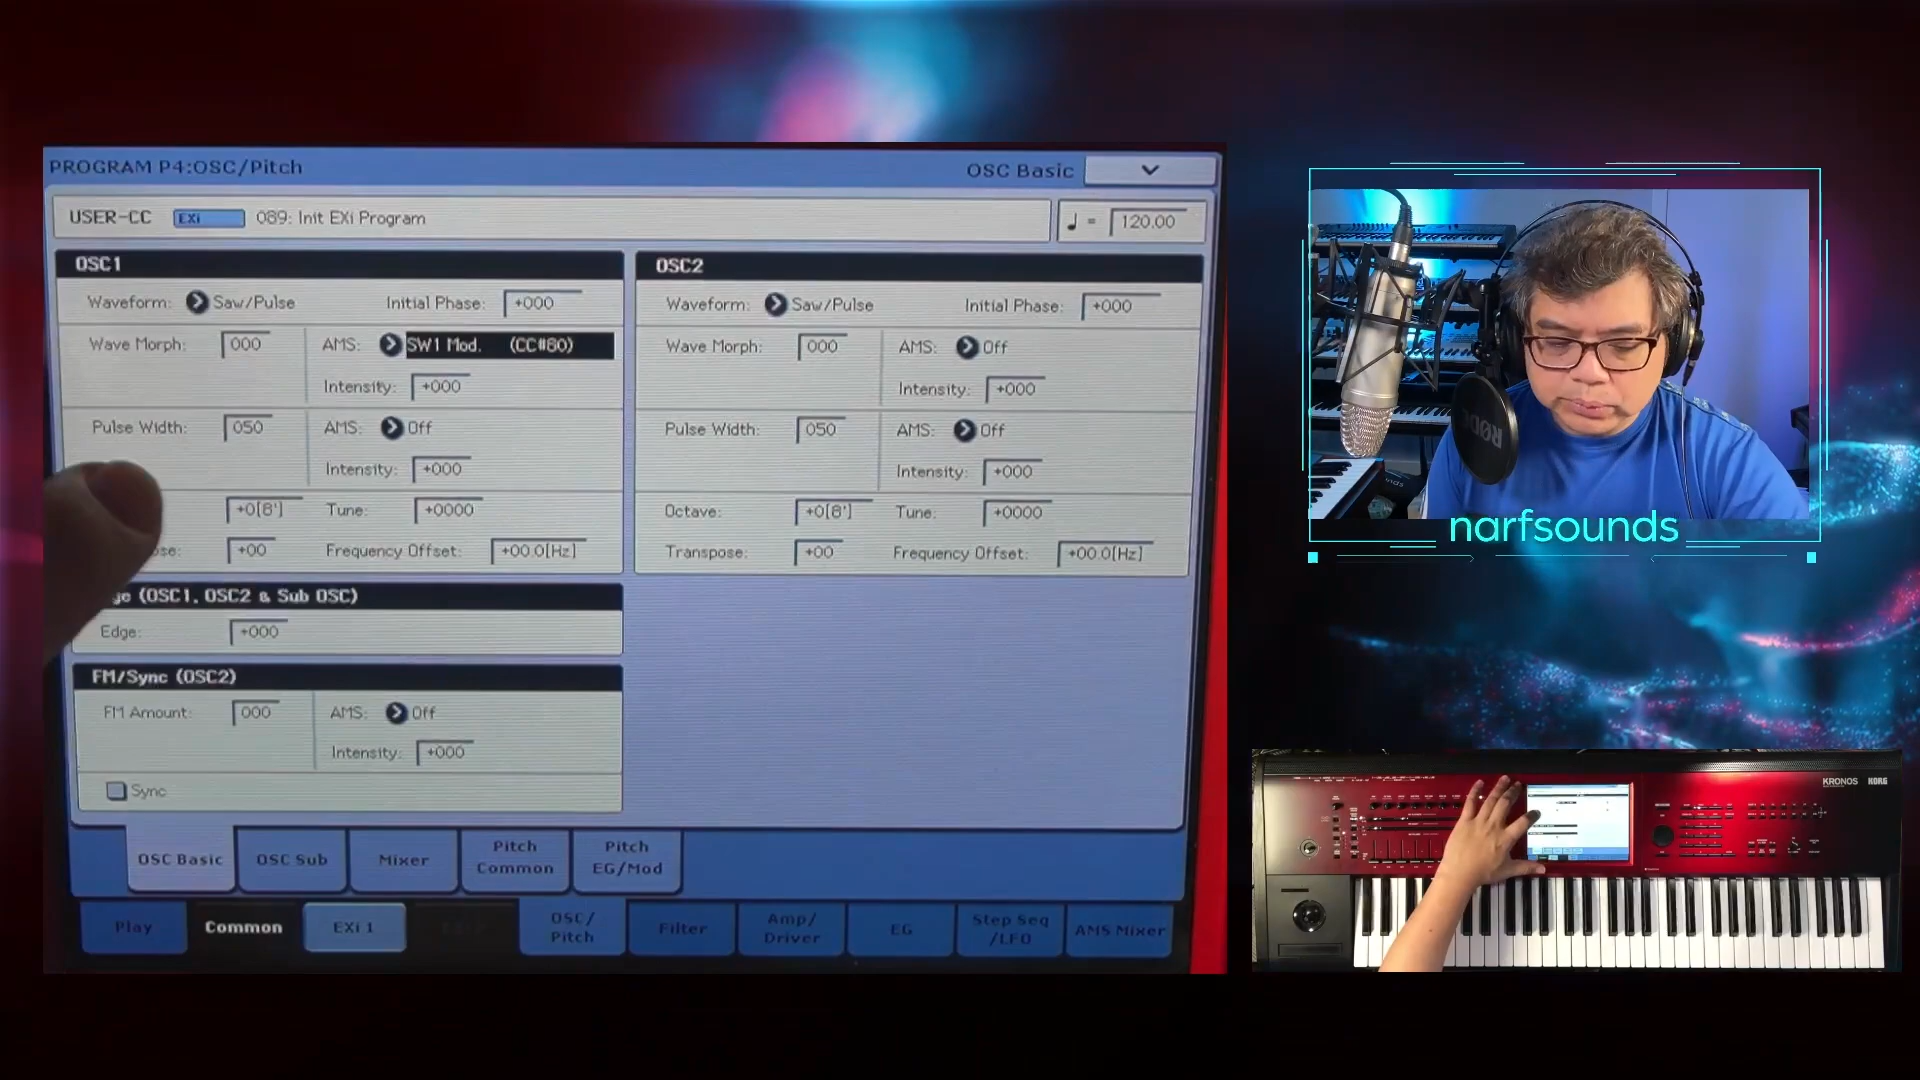 PROGRAM P4:OSC/Pitch
OSC Basic
USER-CC EXi 089: Init EXi Program
♩ = 120.00
OSC1
Waveform: Saw/Pulse Initial Phase: +000
Wave Morph: 000 AMS: SW1 Mod. (CC#80)
Intensity: +000
Pulse Width: 050 AMS: Off
Intensity: +000
+0[8'] Tune: +0000
se: +00 Frequency Offset: +00.0[Hz]
OSC2
Waveform: Saw/Pulse Initial Phase: +000
Wave Morph: 000 AMS: Off
Intensity: +000
Pulse Width: 050 AMS: Off
Intensity: +000
Octave: +0[8'] Tune: +0000
Transpose: +00 Frequency Offset: +00.0[Hz]
ge (OSC1, OSC2 & Sub OSC)
Edge: +000
FM/Sync (OSC2)
FM Amount: 000 AMS: Off
Intensity: +000
Sync
OSC Basic OSC Sub Mixer Pitch Common Pitch EG/Mod
Play Common EXi 1 OSC/Pitch Filter Amp/Driver EG Step Seq/LFO AMS Mixer
RØDE
narfsounds
KRONOS KORG